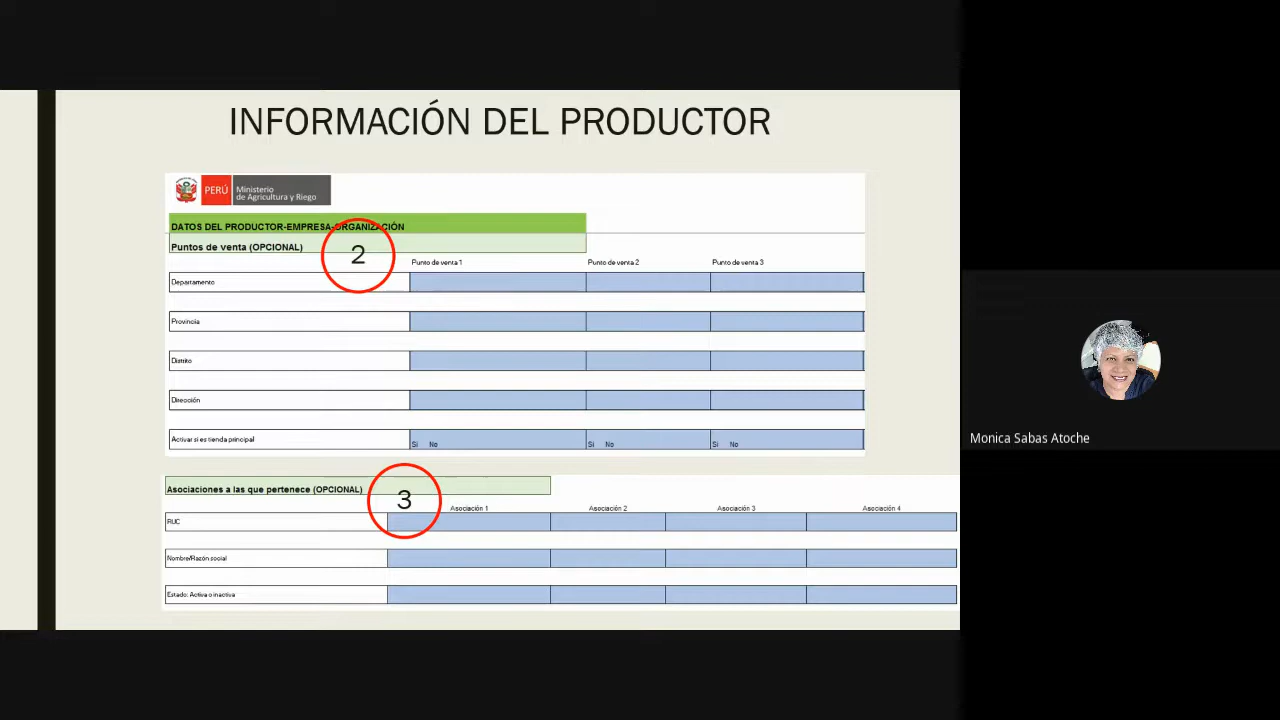 INFORMACIÓN DEL PRODUCTOR
PERÚ Ministerio
de Agricultura y Riego
DATOS DEL PRODUCTOR-EMPRESA-ORGANIZACIÓN
Puntos de venta (OPCIONAL)
2
Punto de venta 1 Punto de venta 2 Punto de venta 3
Departamento
Provincia
Distrito
Dirección
Activar si es tienda principal Si No Si No Si No
Asociaciones a las que pertenece (OPCIONAL)
3
Asociación 1 Asociación 2 Asociación 3 Asociación 4
RUC
Nombre/Razón social
Estado: Activa o inactiva
Monica Sabas Atoche